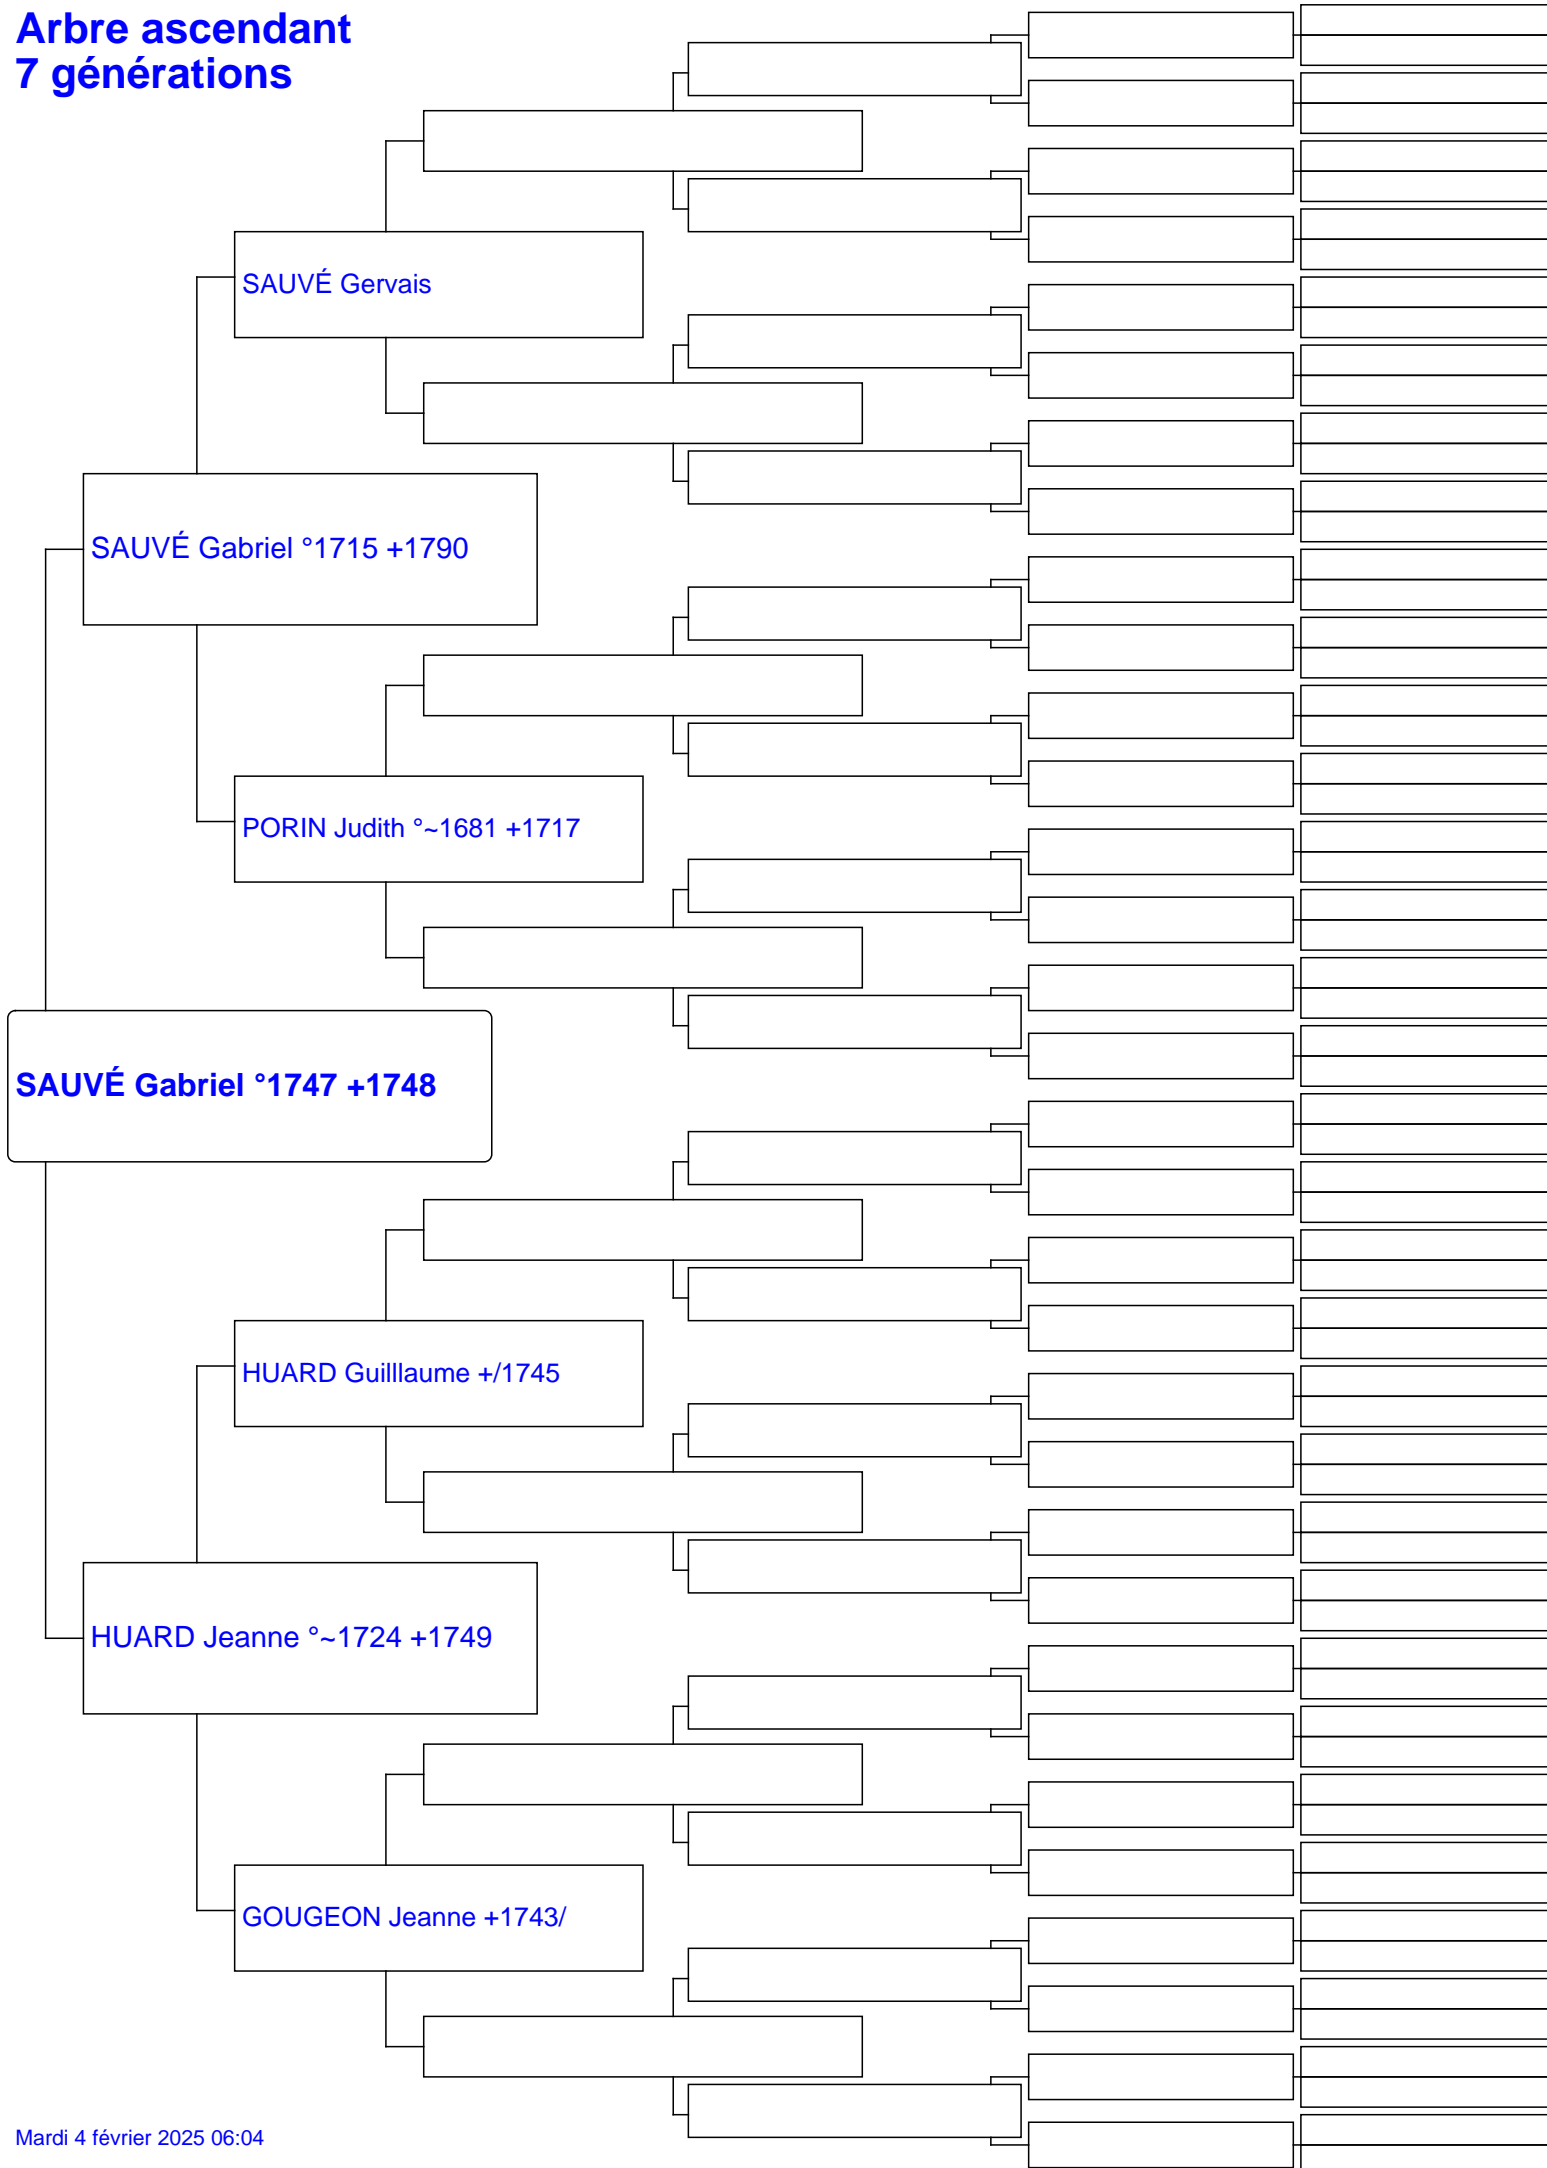 Arbre ascendant
7 générations
SAUVÉ Gervais
SAUVÉ Gabriel °1715 +1790
PORIN Judith °~1681 +1717
SAUVÉ Gabriel °1747 +1748
HUARD Guilllaume +/1745
HUARD Jeanne °~1724 +1749
GOUGEON Jeanne +1743/
Mardi 4 février 2025 06:04